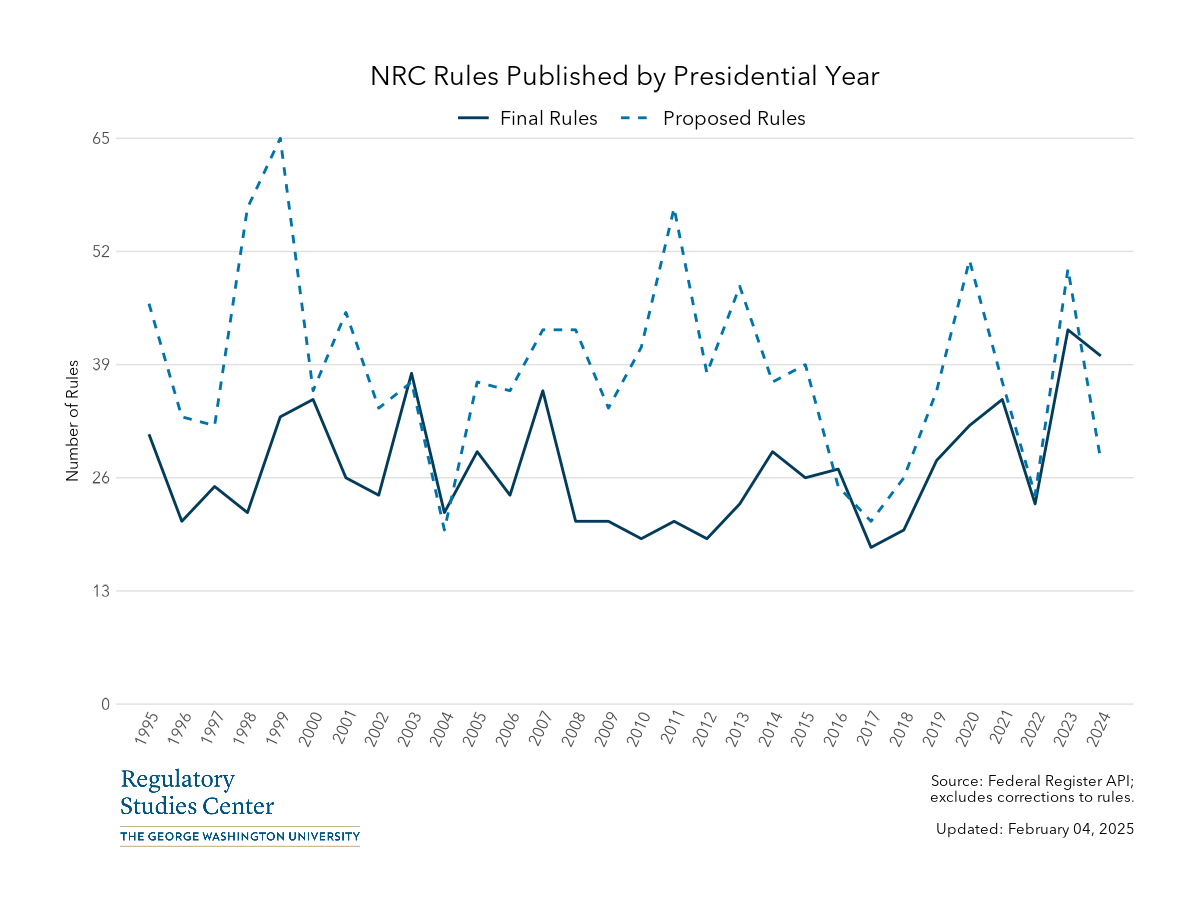 NRC Rules Published by Presidential Year
Final Rules Proposed Rules
65
52
39
26
13
0
Number of Rules
1995 1996 1997 1998 1999 2000 2001 2002 2003 2004 2005 2006 2007 2008 2009 2010 2011 2012 2013 2014 2015 2016 2017 2018 2019 2020 2021 2022 2023 2024
Regulatory
Studies Center
THE GEORGE WASHINGTON UNIVERSITY
Source: Federal Register API;
excludes corrections to rules.
Updated: February 04, 2025